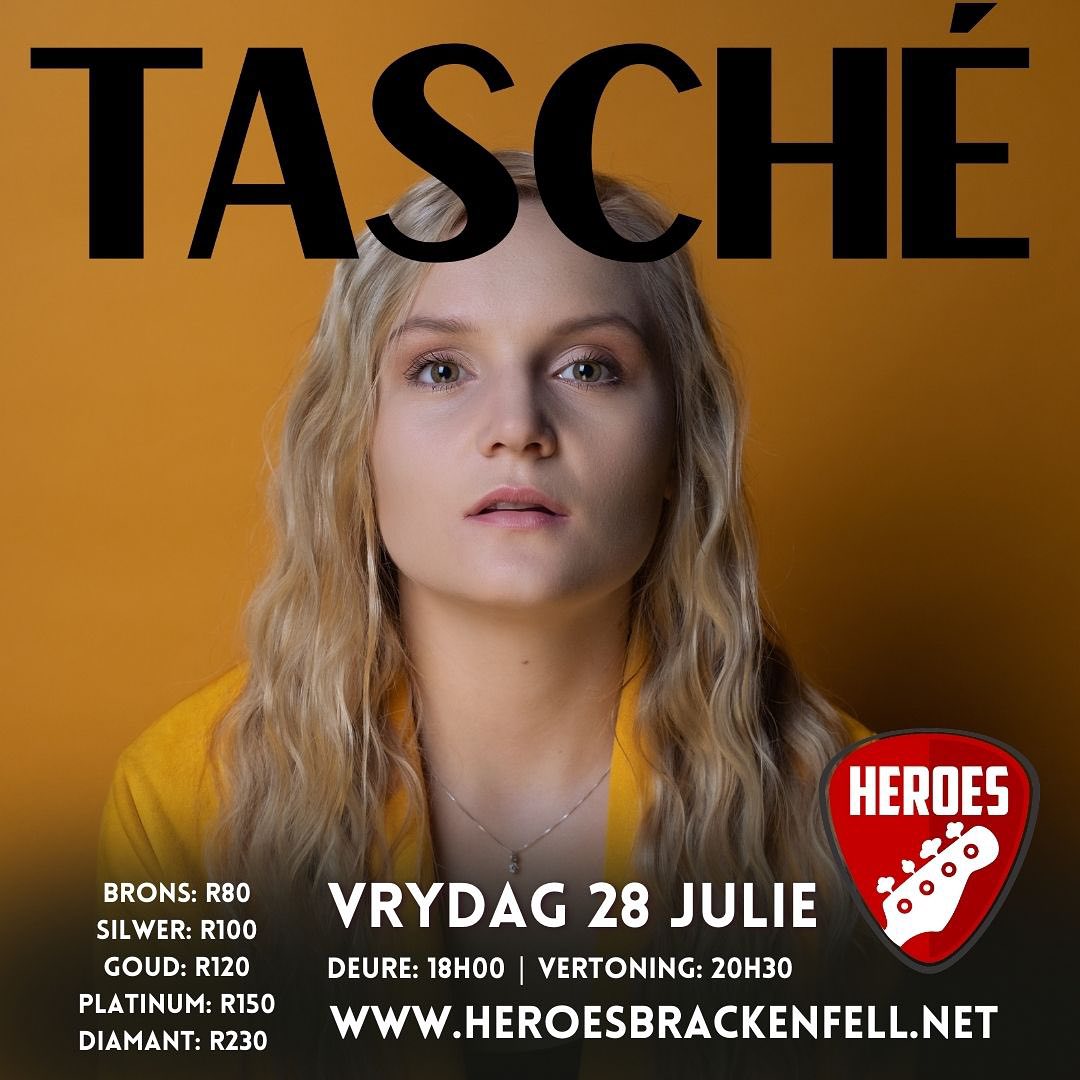 TASCHÉ
HEROES
BRONS: R80
SILWER: R100
GOUD: R120
PLATINUM: R150
DIAMANT: R230
VRYDAG 28 JULIE
DEURE: 18H00 | VERTONING: 20H30
WWW.HEROESBRACKENFELL.NET